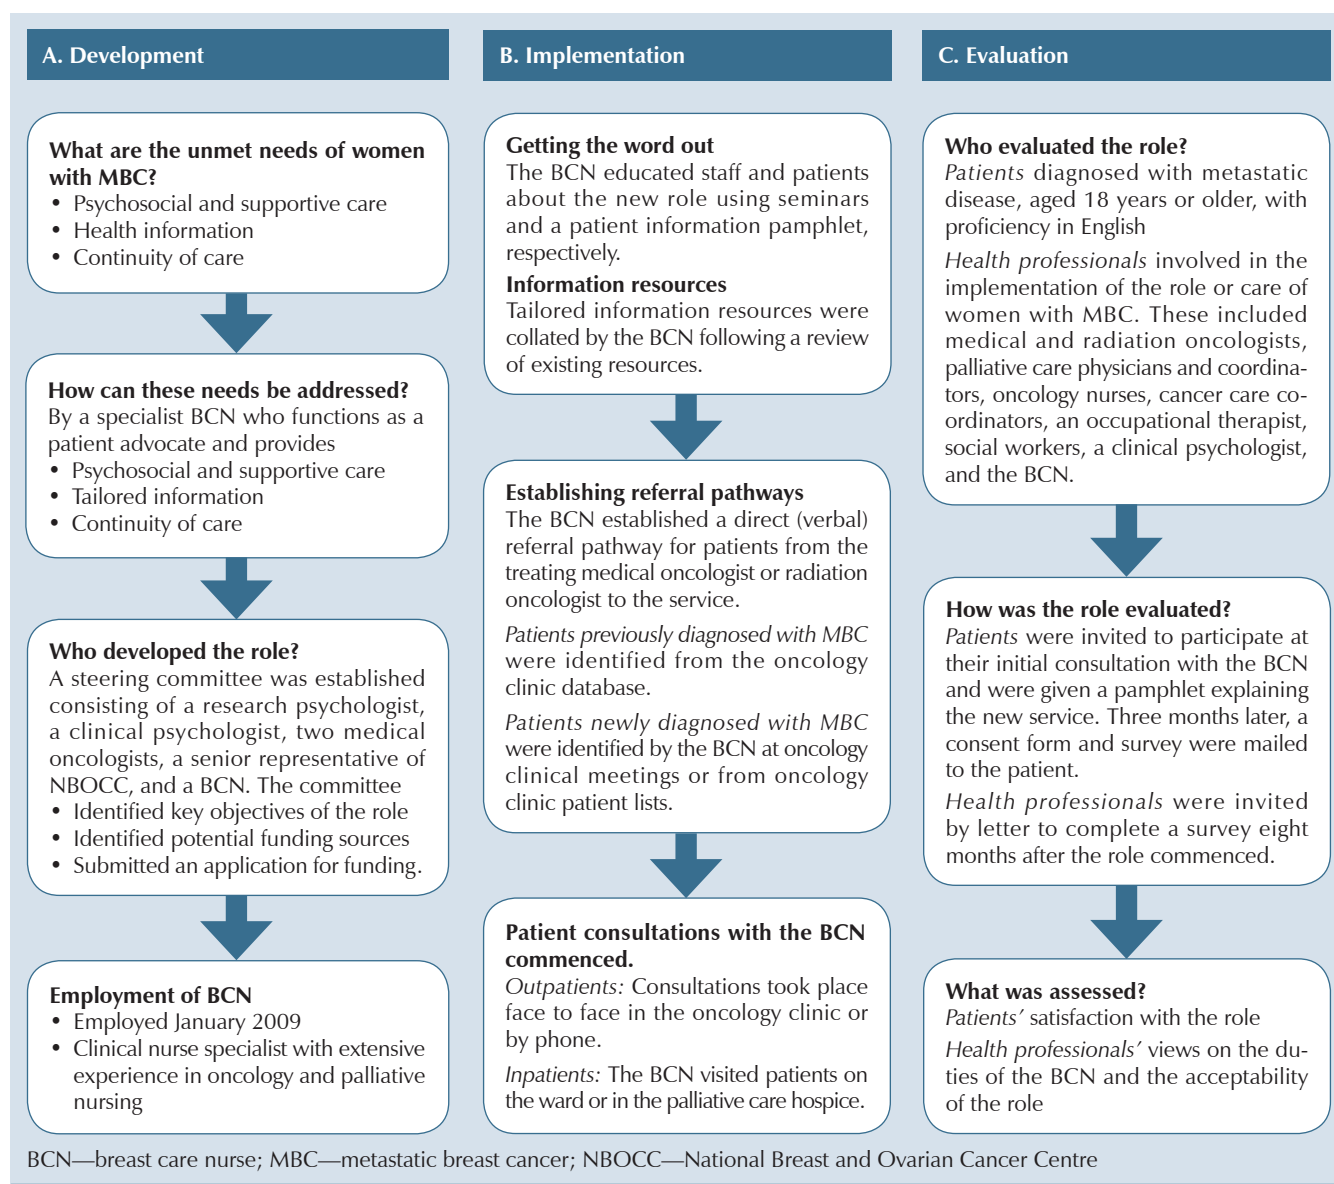 A. Development
What are the unmet needs of women
with MBC?
• Psychosocial and supportive care
• Health information
• Continuity of care
How can these needs be addressed?
By a specialist BCN who functions as a
patient advocate and provides
• Psychosocial and supportive care
• Tailored information
• Continuity of care
Who developed the role?
A steering committee was established
consisting of a research psychologist,
a clinical psychologist, two medical
oncologists, a senior representative of
NBOCC, and a BCN. The committee
• Identified key objectives of the role
• Identified potential funding sources
• Submitted an application for funding.
Employment of BCN
• Employed January 2009
• Clinical nurse specialist with extensive
experience in oncology and palliative
nursing
B. Implementation
Getting the word out
The BCN educated staff and patients
about the new role using seminars
and a patient information pamphlet,
respectively.
Information resources
Tailored information resources were
collated by the BCN following a review
of existing resources.
Establishing referral pathways
The BCN established a direct (verbal)
referral pathway for patients from the
treating medical oncologist or radiation
oncologist to the service.
Patients previously diagnosed with MBC
were identified from the oncology
clinic database.
Patients newly diagnosed with MBC
were identified by the BCN at oncology
clinical meetings or from oncology
clinic patient lists.
Patient consultations with the BCN
commenced.
Outpatients: Consultations took place
face to face in the oncology clinic or
by phone.
Inpatients: The BCN visited patients on
the ward or in the palliative care hospice.
C. Evaluation
Who evaluated the role?
Patients diagnosed with metastatic
disease, aged 18 years or older, with
proficiency in English
Health professionals involved in the
implementation of the role or care of
women with MBC. These included
medical and radiation oncologists,
palliative care physicians and coordina-
tors, oncology nurses, cancer care co-
ordinators, an occupational therapist,
social workers, a clinical psychologist,
and the BCN.
How was the role evaluated?
Patients were invited to participate at
their initial consultation with the BCN
and were given a pamphlet explaining
the new service. Three months later, a
consent form and survey were mailed
to the patient.
Health professionals were invited
by letter to complete a survey eight
months after the role commenced.
What was assessed?
Patients’ satisfaction with the role
Health professionals’ views on the du-
ties of the BCN and the acceptability
of the role
BCN—breast care nurse; MBC—metastatic breast cancer; NBOCC—National Breast and Ovarian Cancer Centre